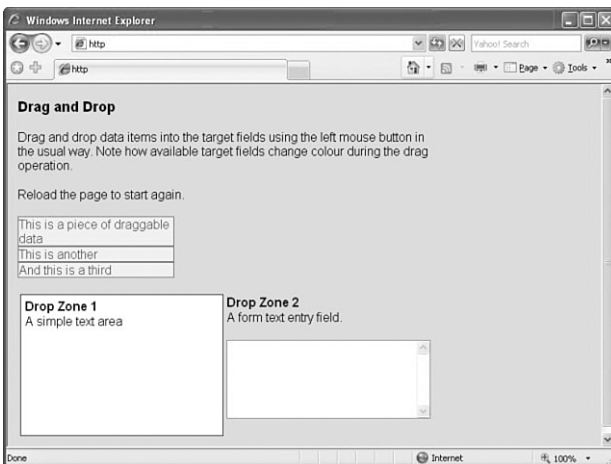 Windows Internet Explorer
http
Yahoo! Search
http
Page
Tools
Drag and Drop
Drag and drop data items into the target fields using the left mouse button in
the usual way. Note how available target fields change colour during the drag
operation.
Reload the page to start again.
This is a piece of draggable
data
This is another
And this is a third
Drop Zone 1
A simple text area
Drop Zone 2
A form text entry field.
Done
Internet
100%